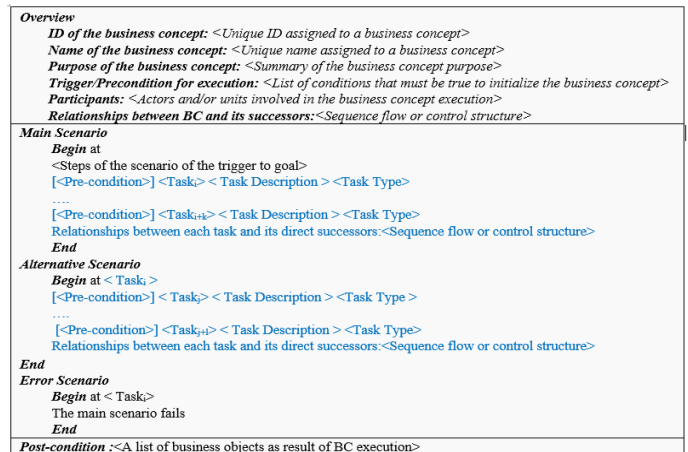 Overview
ID of the business concept: <Unique ID assigned to a business concept>
Name of the business concept: <Unique name assigned to a business concept>
Purpose of the business concept: <Summary of the business concept purpose>
Trigger/Precondition for execution: <List of conditions that must be true to initialize the business concept>
Participants: <Actors and/or units involved in the business concept execution>
Relationships between BC and its successors:<Sequence flow or control structure>
Main Scenario
Begin at
<Steps of the scenario of the trigger to goal>
[<Pre-condition>] <Taskᵢ> < Task Description > <Task Type>
....
[<Pre-condition>] <Taskᵢ₊ₖ> < Task Description > <Task Type>
Relationships between each task and its direct successors:<Sequence flow or control structure>
End
Alternative Scenario
Begin at < Taskᵢ >
[<Pre-condition>] < Taskⱼ> < Task Description > <Task Type >
....
[<Pre-condition>] <Taskⱼ₊ₗ> < Task Description > <Task Type>
Relationships between each task and its direct successors:<Sequence flow or control structure>
End
Error Scenario
Begin at < Taskᵢ>
The main scenario fails
End
Post-condition :<A list of business objects as result of BC execution>